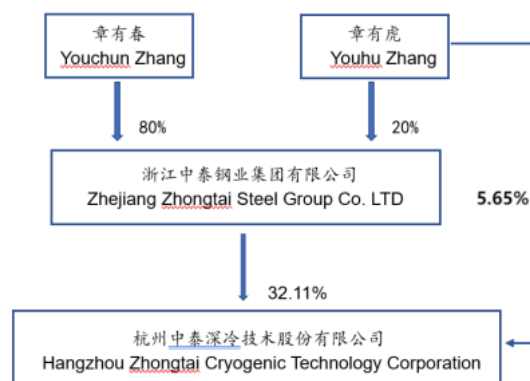 章有春
Youchun Zhang
章有虎
Youhu Zhang
80%
20%
浙江中泰钢业集团有限公司
Zhejiang Zhongtai Steel Group Co. LTD
5.65%
32.11%
杭州中泰深冷技术股份有限公司
Hangzhou Zhongtai Cryogenic Technology Corporation